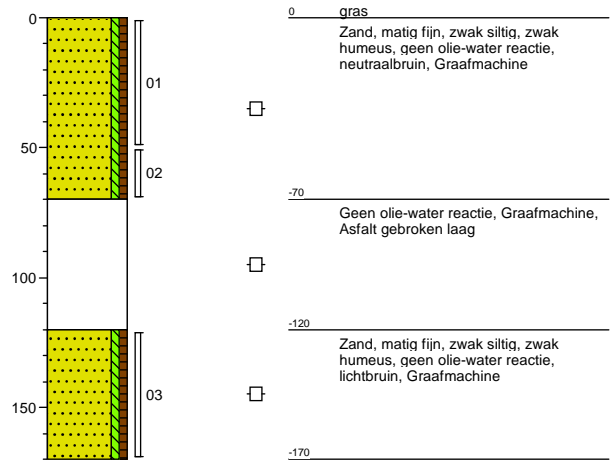 0
0
gras
Zand, matig fijn, zwak siltig, zwak
humeus, geen olie-water reactie,
neutraalbruin, Graafmachine
01
50
02
-70
Geen olie-water reactie, Graafmachine,
Asfalt gebroken laag
100
-120
Zand, matig fijn, zwak siltig, zwak
humeus, geen olie-water reactie,
lichtbruin, Graafmachine
03
150
-170